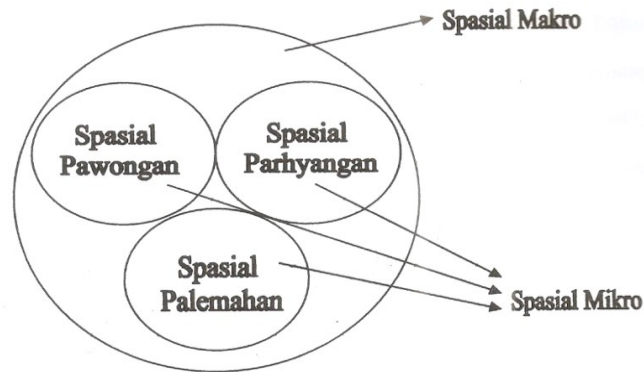 Spasial Makro
Spasial
Pawongan
Spasial
Parhyangan
Spasial
Palemahan
Spasial Mikro